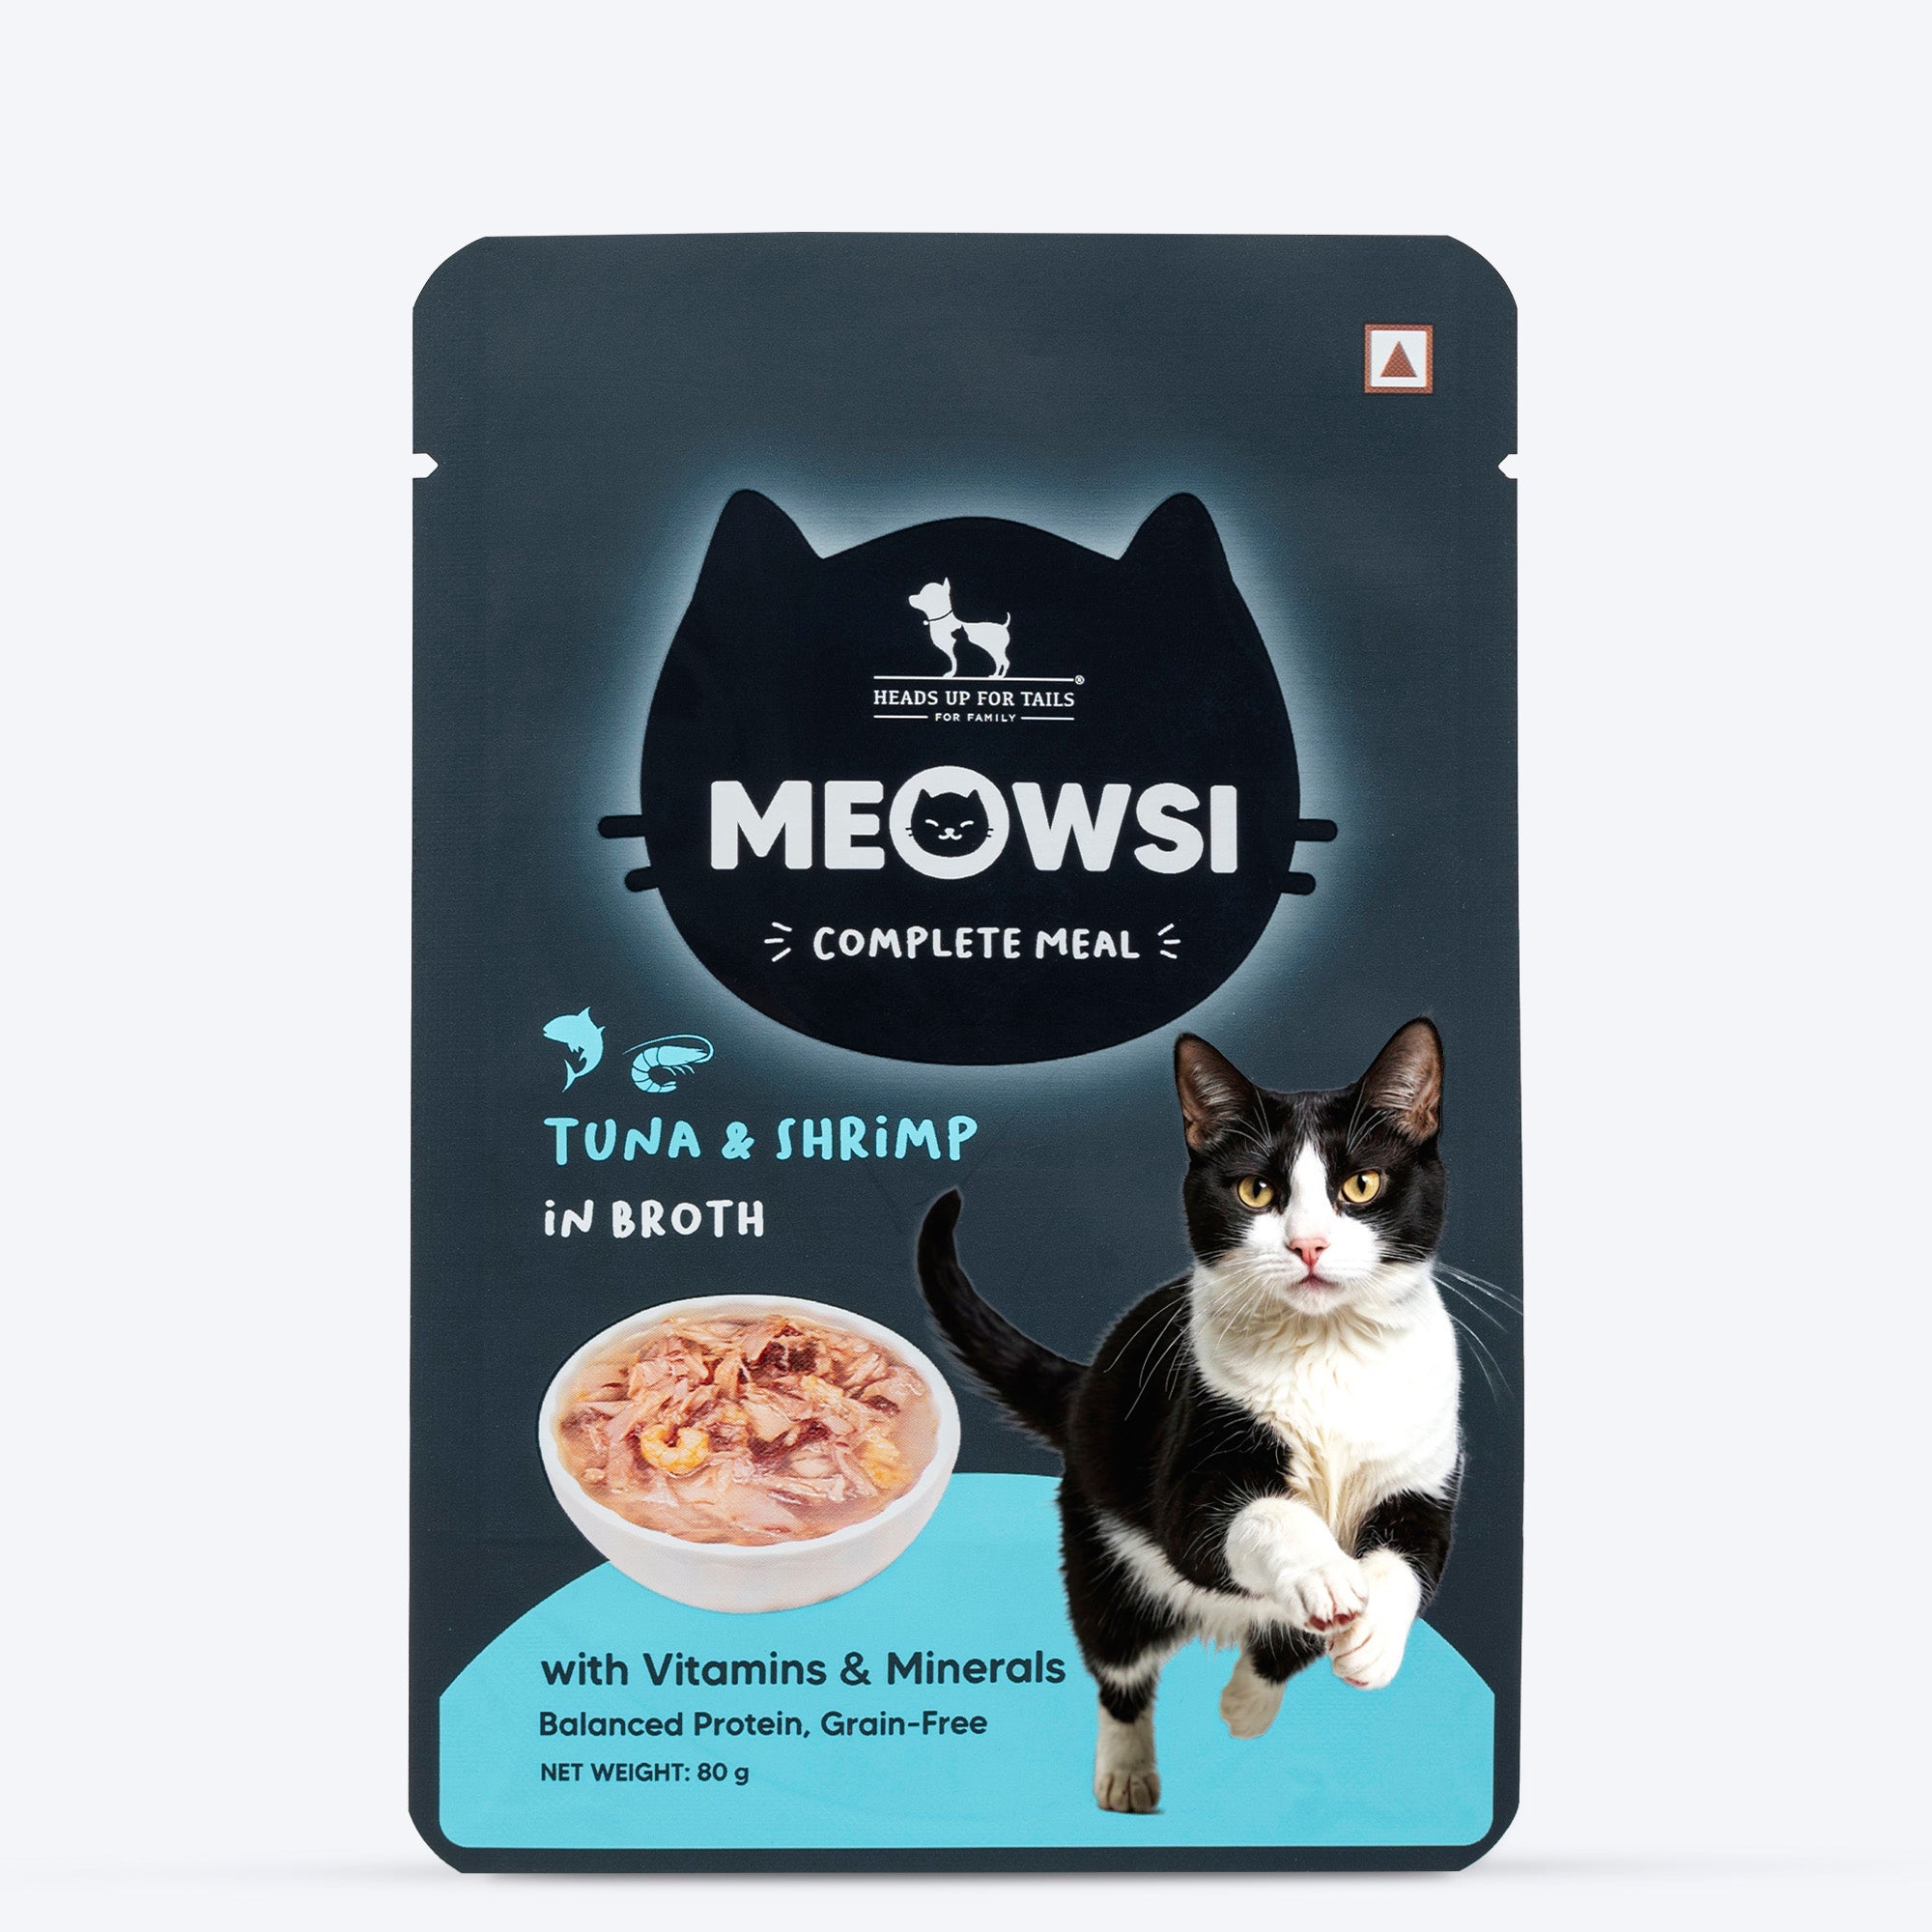 HEADS UP FOR TAILS®
FOR FAMILY
MEOWSI
COMPLETE MEAL
TUNA & SHRiMP
iN BROTH
with Vitamins & Minerals
Balanced Protein, Grain-Free
NET WEIGHT: 80 g